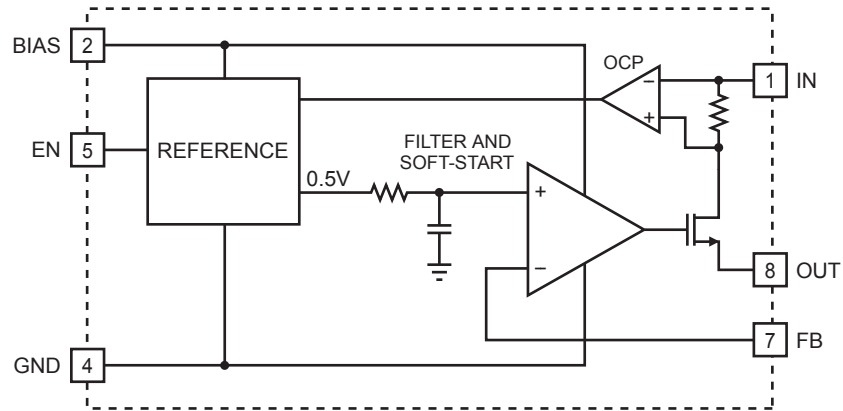 BIAS 2
OCP
1 IN
−
+
EN 5
REFERENCE
FILTER AND
SOFT-START
0.5V
+
−
8 OUT
7 FB
GND 4